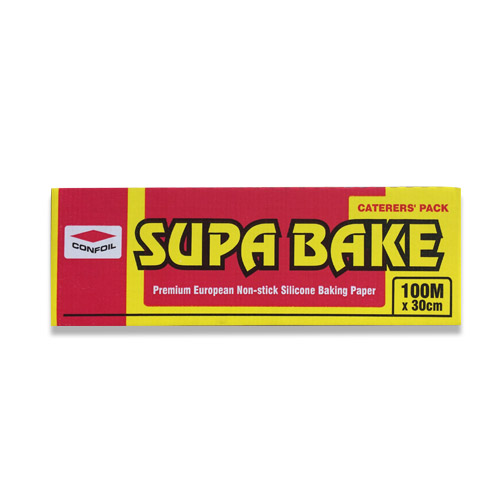 CATERERS' PACK
CONFOIL
SUPA BAKE
Premium European Non-stick Silicone Baking Paper
100M
x 30cm